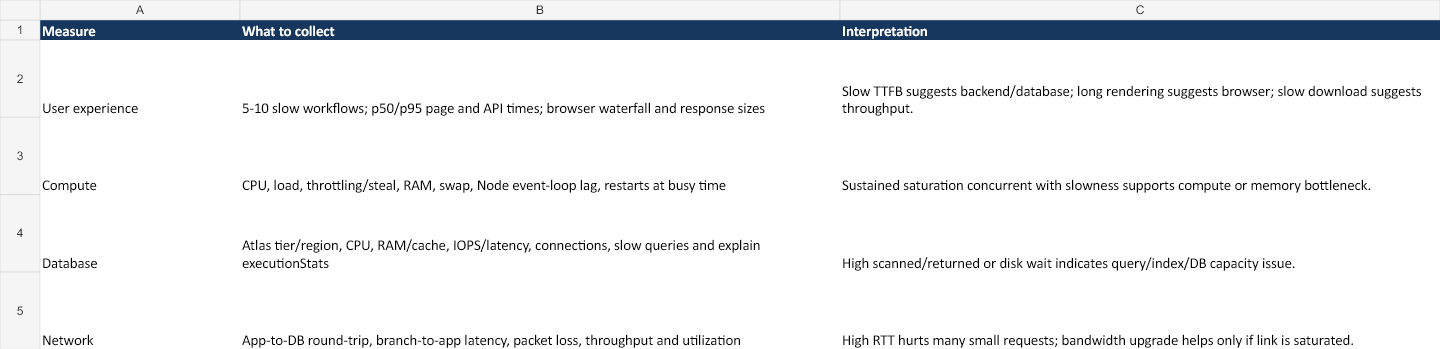 A B C
1 Measure What to collect Interpretation
2 User experience 5-10 slow workflows; p50/p95 page and API times; browser waterfall and response sizes Slow TTFB suggests backend/database; long rendering suggests browser; slow download suggests
throughput.
3 Compute CPU, load, throttling/steal, RAM, swap, Node event-loop lag, restarts at busy time Sustained saturation concurrent with slowness supports compute or memory bottleneck.
4 Database Atlas tier/region, CPU, RAM/cache, IOPS/latency, connections, slow queries and explain
executionStats High scanned/returned or disk wait indicates query/index/DB capacity issue.
5 Network App-to-DB round-trip, branch-to-app latency, packet loss, throughput and utilization High RTT hurts many small requests; bandwidth upgrade helps only if link is saturated.